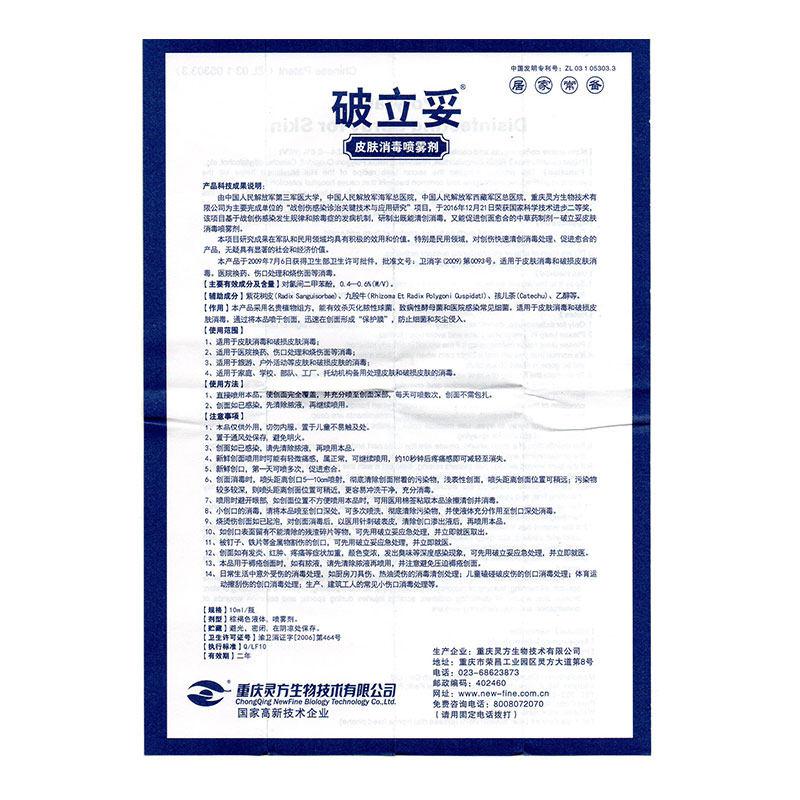 中国发明专利号：ZL 03 1 05303.3
居家常备
破立妥®
皮肤消毒喷雾剂
产品科技成果说明：
由中国人民解放军第三军医大学，中国人民解放军海军总医院，中国人民解放军西藏军区总医院，重庆灵方生物技术有
限公司为主要完成单位的“战创伤感染诊治关键技术与应用研究”项目，于2016年12月21日荣获国家科学技术进步二等奖，
该项目基于战创伤感染发生规律和脓毒症的发病机制，研制出既能清创消毒，又能促进创面愈合的中草药制剂—破立妥皮肤
消毒喷雾剂。
本项目研究成果在军队和民用领域均具有积极的效用和价值。特别是民用领域，对创伤快速清创消毒处理、促进愈合的
产品，无疑具有显著的社会和经济价值。
本产品于2009年7月6日获得卫生部卫生许可批件，批准文号：卫消字(2009)第0093号。适用于皮肤消毒和破损皮肤消
毒。医院换药、伤口处理和烧伤面等消毒。
【主要有效成分及含量】对氯间二甲苯酚，0.4—0.6%(W/V)。
【辅助成分】紫花树皮(Radix Sanguisorbae)、九股牛(Rhizoma Et Radix Polygoni Cuspidati)、孩儿茶(Catechu)、乙醇等。
【作用】本产品采用名贵植物组方，能有效杀灭化脓性球菌、致病性酵母菌和医院感染常见细菌。适用于皮肤消毒和破损皮
肤消毒。通过将本品喷于创面，迅速在创面形成“保护膜”，防止细菌和灰尘侵入。
【使用范围】
1、适用于皮肤消毒和破损皮肤消毒；
2、适用于医院换药、伤口处理和烧伤面等消毒；
3、适用于旅游、户外活动等皮肤和破损皮肤的消毒；
4、适用于家庭、学校、部队、工厂、托幼机构备用处理皮肤和破损皮肤的消毒。
【使用方法】
1、直接喷用本品，使创面完全覆盖，并充分喷至创面深部，每天可喷数次，创面不需包扎。
2、创面如已感染，先清除脓液，再继续喷用。
【注意事项】
1、本品仅供外用，切勿内服。置于儿童不易触及处。
2、置于通风处保存，避免明火。
3、创面如已感染，请先清除脓液，再喷用本品。
4、新鲜创面喷用时可能有轻微痛感，属正常，可继续喷用，约10秒钟后疼痛感即可减轻至消失。
5、新鲜创口，第一天可喷多次，促进愈合。
6、创面消毒时，喷头距离创口5—10cm喷射，彻底清除创面附着的污染物，浅表性创面，喷头距离创面位置可稍远；污染物
较多较深，则喷头距离创面位置可稍近，更容易冲洗干净，充分消毒。
7、喷用时避开眼部，如创面位置不方便喷用本品时，可用医用棉签粘取本品涂擦清创并消毒。
8、小创口的消毒，请将本品喷至创口深处，可多次喷洗，彻底清除创口污染物，并使液体充分作用至创口深处消毒。
9、烧烫伤创面如已起泡，对创面消毒后，以医用针刺破表皮，清除创口渗出液后，再喷用本品。
10、如创口表面留有不能清除的残渣碎片等物，可先用破立妥应急处理，并立即就医取出。
11、被钉子、铁片等金属物割伤的创口，可先用破立妥应急处理，并立即就医。
12、创面如有发炎、红肿、疼痛等症状加重，颜色变浓，发出臭味等深度感染现象，可先用破立妥应急处理，并立即就医。
13、本品用于褥疮创面时，如有脓液，请先清除脓液再喷用，并注意避免压迫褥疮创面。
14、日常生活中意外受伤的消毒处理，如厨房刀具伤、热油烫伤的消毒清创处理；儿童磕碰破皮伤的创口消毒处理；体育运
动擦刮伤的创口消毒处理；生产、建筑工人的常见小伤口消毒处理等。
【规格】10ml/瓶
【剂型】棕褐色液体，喷雾剂。
【贮藏】避光，密闭，在阴凉处保存。
【卫生许可证号】渝卫消证字[2006]第464号
【执行标准】Q/LF10
【有效期】二年
重庆灵方生物技术有限公司
ChongQing NewFine Biology Technology Co.,Ltd.
国家高新技术企业
生产企业：重庆灵方生物技术有限公司
地址：重庆市荣昌工业园区灵方大道第8号
电话：023-68623873
邮政编码：402460
网址：www.new-fine.com.cn
免费咨询电话：8008072070
（请用固定电话拨打）